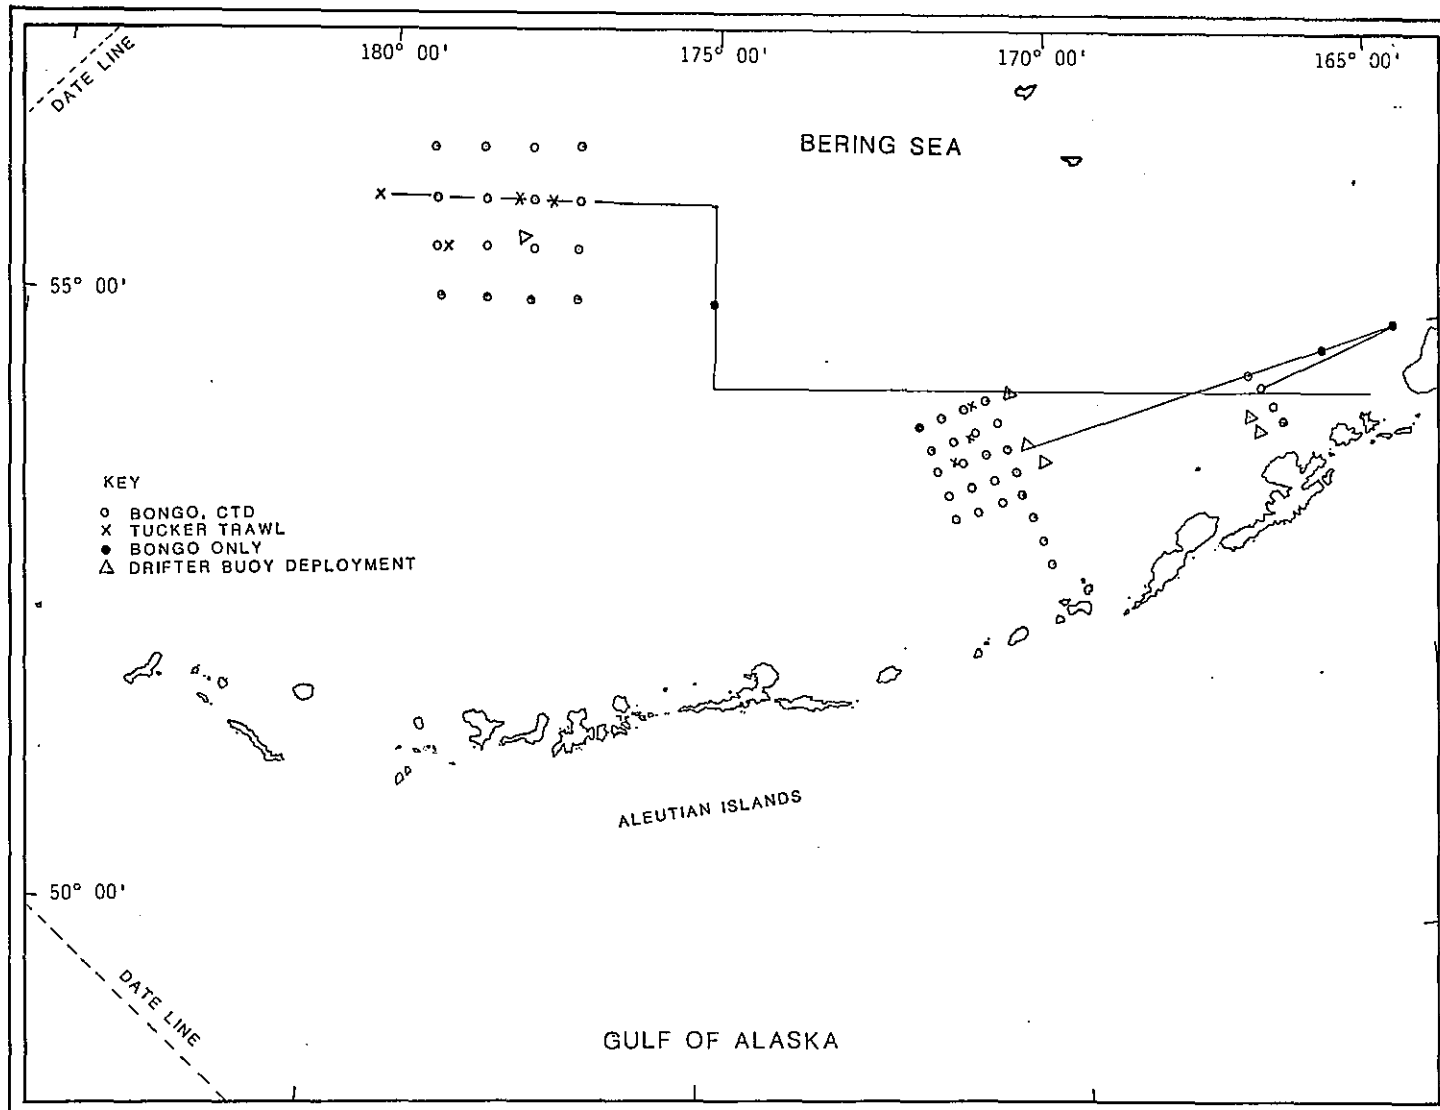 180° 00'
175° 00'
170° 00'
165° 00'
DATE LINE
BERING SEA
55° 00'
KEY
BONGO, CTD
TUCKER TRAWL
BONGO ONLY
DRIFTER BUOY DEPLOYMENT
ALEUTIAN ISLANDS
50° 00'
DATE LINE
GULF OF ALASKA